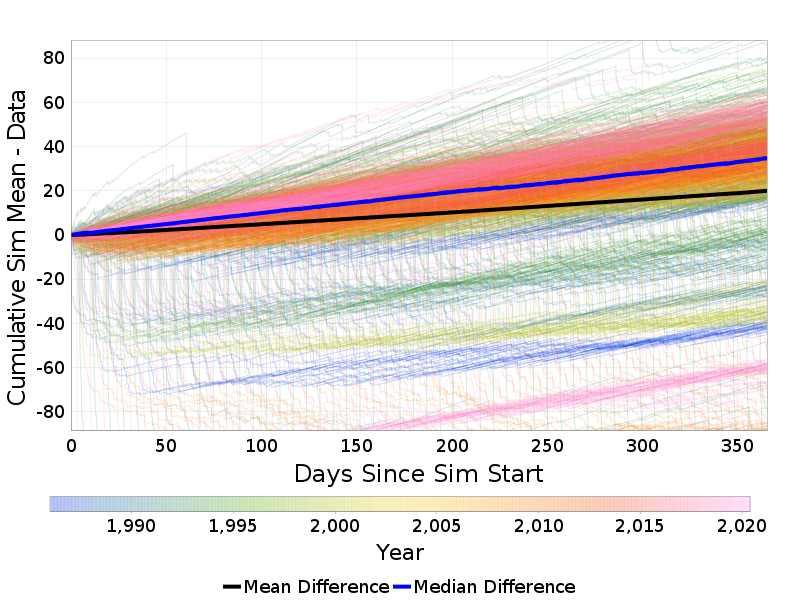 Cumulative Sim Mean - Data
80
60
40
20
0
-20
-40
-60
-80
0 50 100 150 200 250 300 350
Days Since Sim Start
1,990 1,995 2,000 2,005 2,010 2,015 2,020
Year
Mean Difference Median Difference